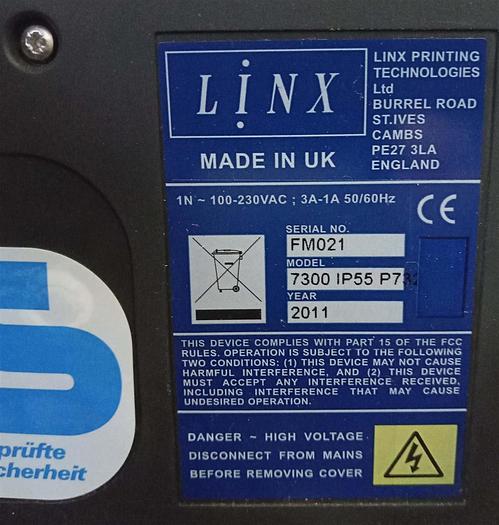 LINX
LINX PRINTING
TECHNOLOGIES
Ltd
BURREL ROAD
ST.IVES
CAMBS
PE27 3LA
ENGLAND
MADE IN UK
1N ~ 100-230VAC ; 3A-1A 50/60Hz
CE
SERIAL NO.
FM021
MODEL
7300 IP55 P732
YEAR
2011
THIS DEVICE COMPLIES WITH PART 15 OF THE FCC
RULES. OPERATION IS SUBJECT TO THE FOLLOWING
TWO CONDITIONS: (1) THIS DEVICE MAY NOT CAUSE
HARMFUL INTERFERENCE, AND (2) THIS DEVICE
MUST ACCEPT ANY INTERFERENCE RECEIVED,
INCLUDING INTERFERENCE THAT MAY CAUSE
UNDESIRED OPERATION.
DANGER ~ HIGH VOLTAGE
DISCONNECT FROM MAINS
BEFORE REMOVING COVER
prüfte
cherheit